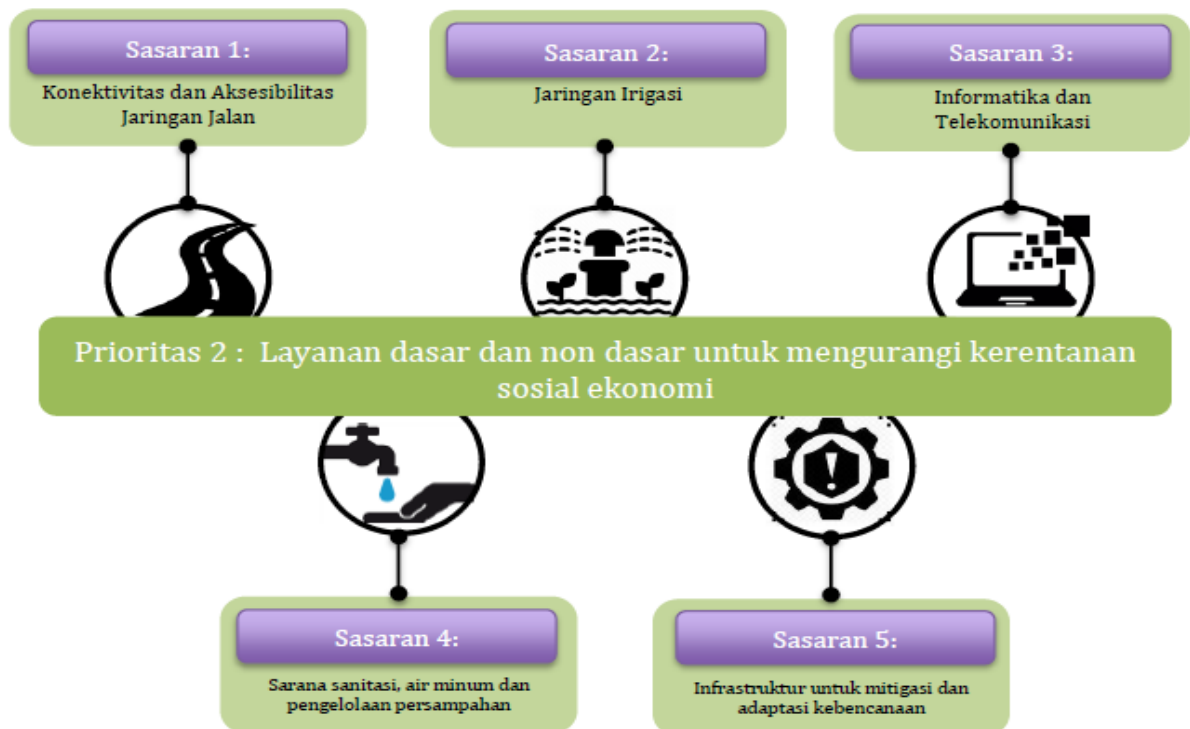 Sasaran 1:
Konektivitas dan Aksesibilitas
Jaringan Jalan
Sasaran 2:
Jaringan Irigasi
Sasaran 3:
Informatika dan
Telekomunikasi
Prioritas 2 : Layanan dasar dan non dasar untuk mengurangi kerentanan
sosial ekonomi
Sasaran 4:
Sarana sanitasi, air minum dan
pengelolaan persampahan
Sasaran 5:
Infrastruktur untuk mitigasi dan
adaptasi kebencanaan